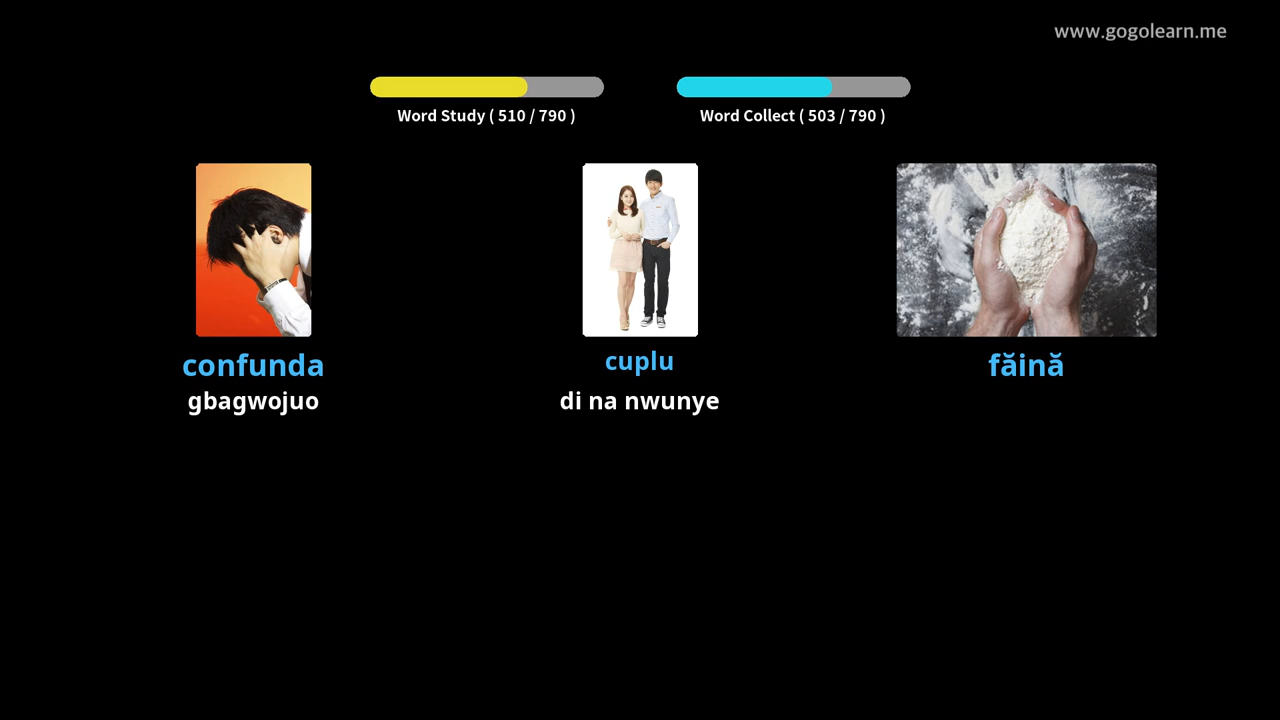 www.gogolearn.me
Word Study ( 510 / 790 )
Word Collect ( 503 / 790 )
confunda
gbagwojuo
cuplu
di na nwunye
făină